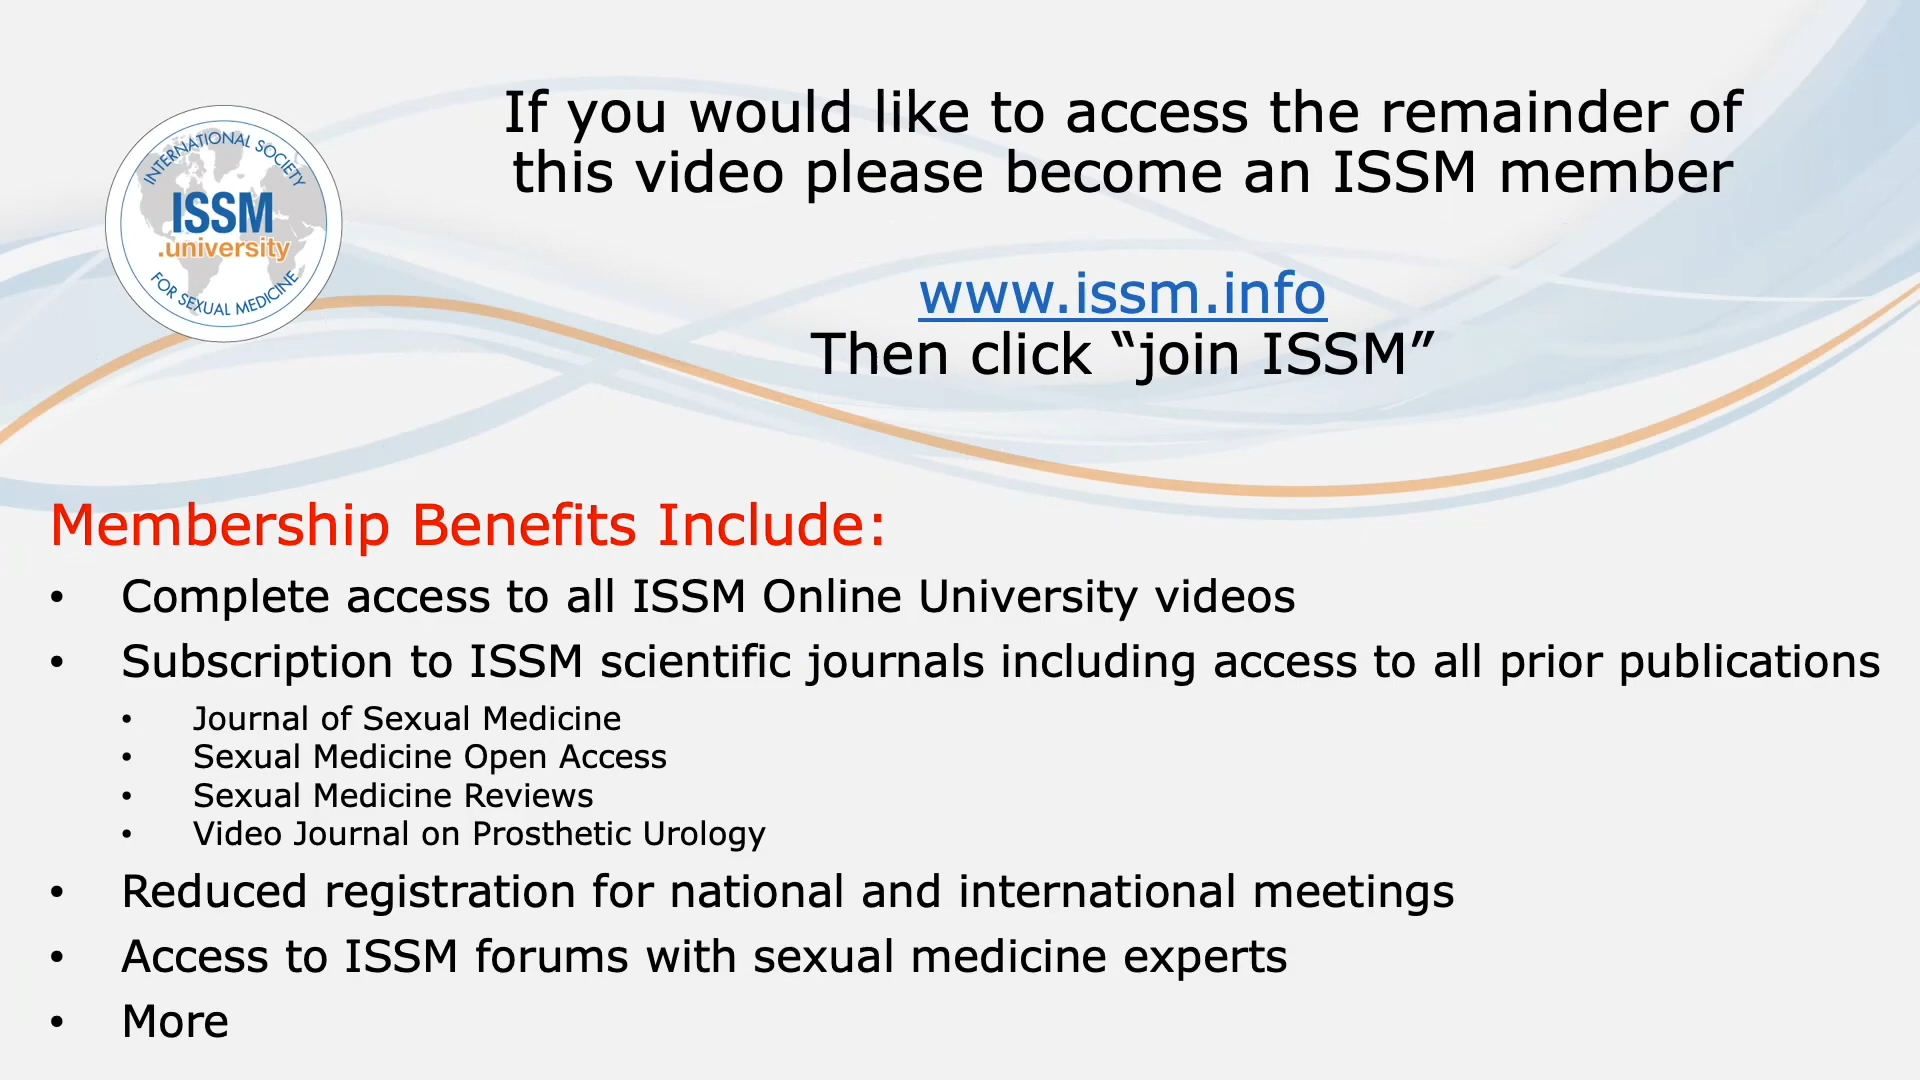 INTERNATIONAL SOCIETY
ISSM
.university
FOR SEXUAL MEDICINE
If you would like to access the remainder of
this video please become an ISSM member
www.issm.info
Then click “join ISSM”
Membership Benefits Include:
• Complete access to all ISSM Online University videos
• Subscription to ISSM scientific journals including access to all prior publications
• Journal of Sexual Medicine
• Sexual Medicine Open Access
• Sexual Medicine Reviews
• Video Journal on Prosthetic Urology
• Reduced registration for national and international meetings
• Access to ISSM forums with sexual medicine experts
• More